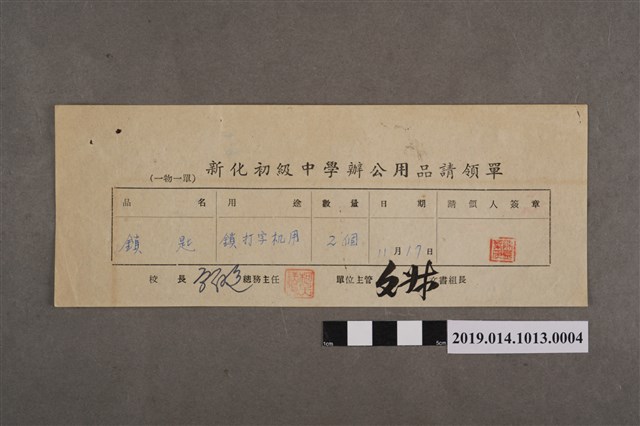 新化初級中學辦公用品請領單
(一物一單)
品名 用途 數量 日期 請領人簽章
鎖匙 鎖打字机用 2個 11月17日
校長 總務主任 單位主管 文書組長
1cm 5cm
2019.014.1013.0004